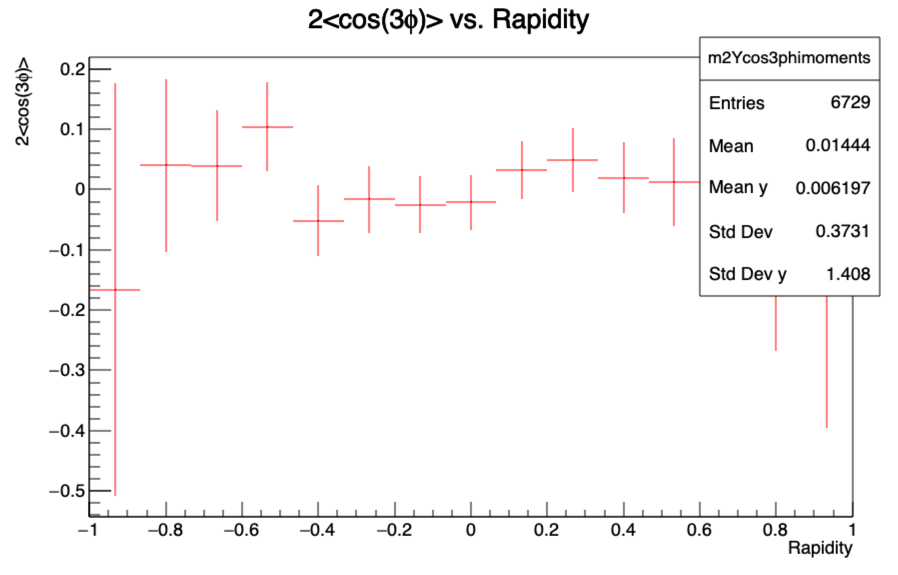 2<cos(3ϕ)> vs. Rapidity
2<cos(3ϕ)>
m2Ycos3phimoments
Entries 6729
Mean 0.01444
Mean y 0.006197
Std Dev 0.3731
Std Dev y 1.408
0.2
0.1
0
−0.1
−0.2
−0.3
−0.4
−0.5
−1 −0.8 −0.6 −0.4 −0.2 0 0.2 0.4 0.6 0.8 1
Rapidity